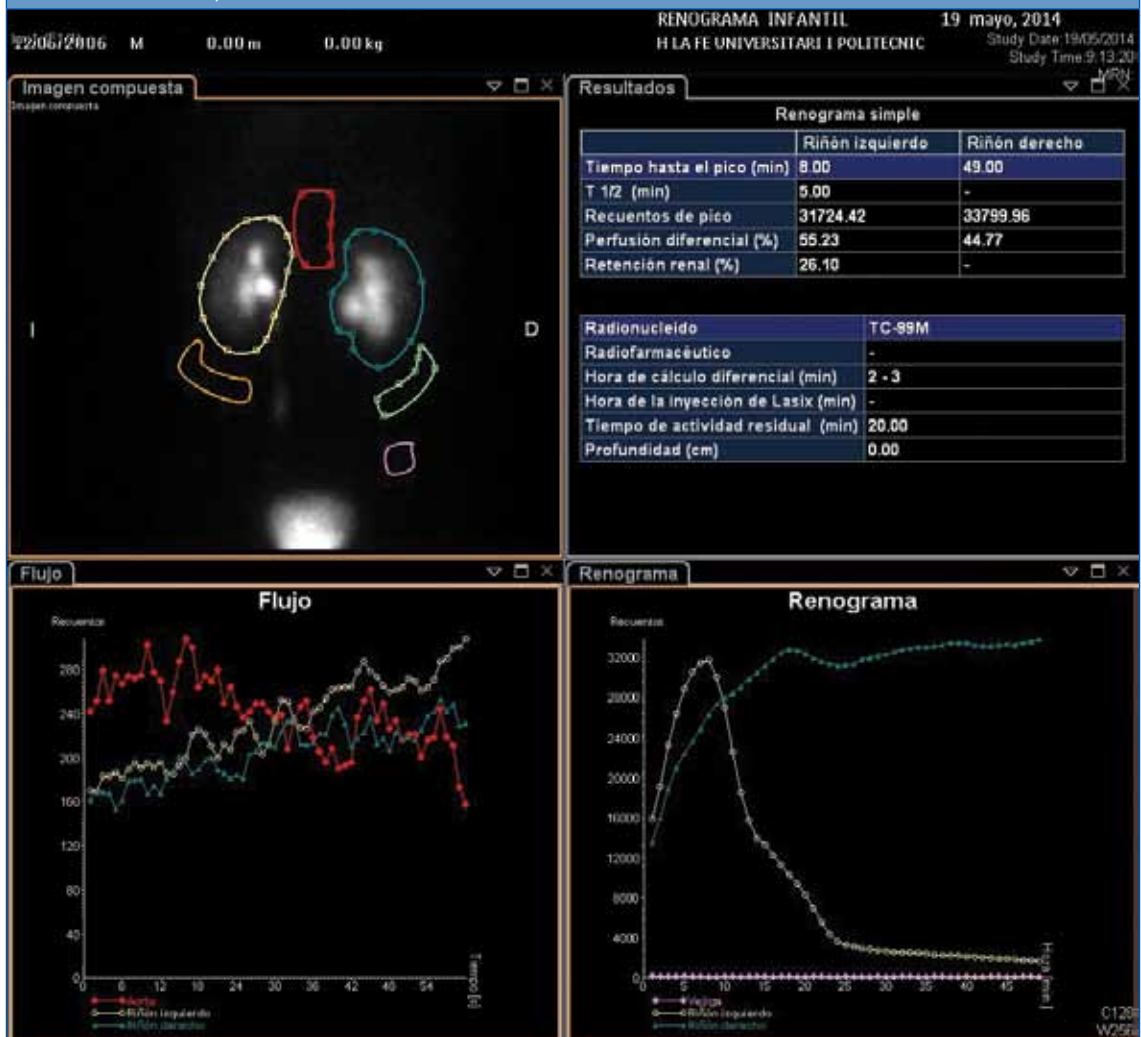 RENOGRAMA INFANTIL 19 mayo, 2014
12/06/2006 M 0.00 m 0.00 kg H LA FE UNIVERSITARI I POLITECNIC Study Date:19/05/2014
Study Time:9:13:20
MRN:
Imagen compuesta
Imagen compuesta
I D
Resultados
Renograma simple
Riñón izquierdo Riñón derecho
Tiempo hasta el pico (min) 8.00 49.00
T 1/2 (min) 5.00 -
Recuentos de pico 31724.42 33799.96
Perfusión diferencial (%) 55.23 44.77
Retención renal (%) 26.10 -
Radionucleido TC-99M
Radiofarmacéutico -
Hora de cálculo diferencial (min) 2 - 3
Hora de la inyección de Lasix (min) -
Tiempo de actividad residual (min) 20.00
Profundidad (cm) 0.00
Flujo
Flujo
Recuentos
280
240
200
160
120
80
40
0
0 6 12 18 24 30 36 42 48 54
Tiempo [s]
Aorta
Riñón izquierdo
Riñón derecho
Renograma
Renograma
Recuentos
32000
28000
24000
20000
16000
12000
8000
4000
0
0 5 10 15 20 25 30 35 40 45
Hora [min]
Vejiga
Riñón izquierdo
Riñón derecho
C128
W256